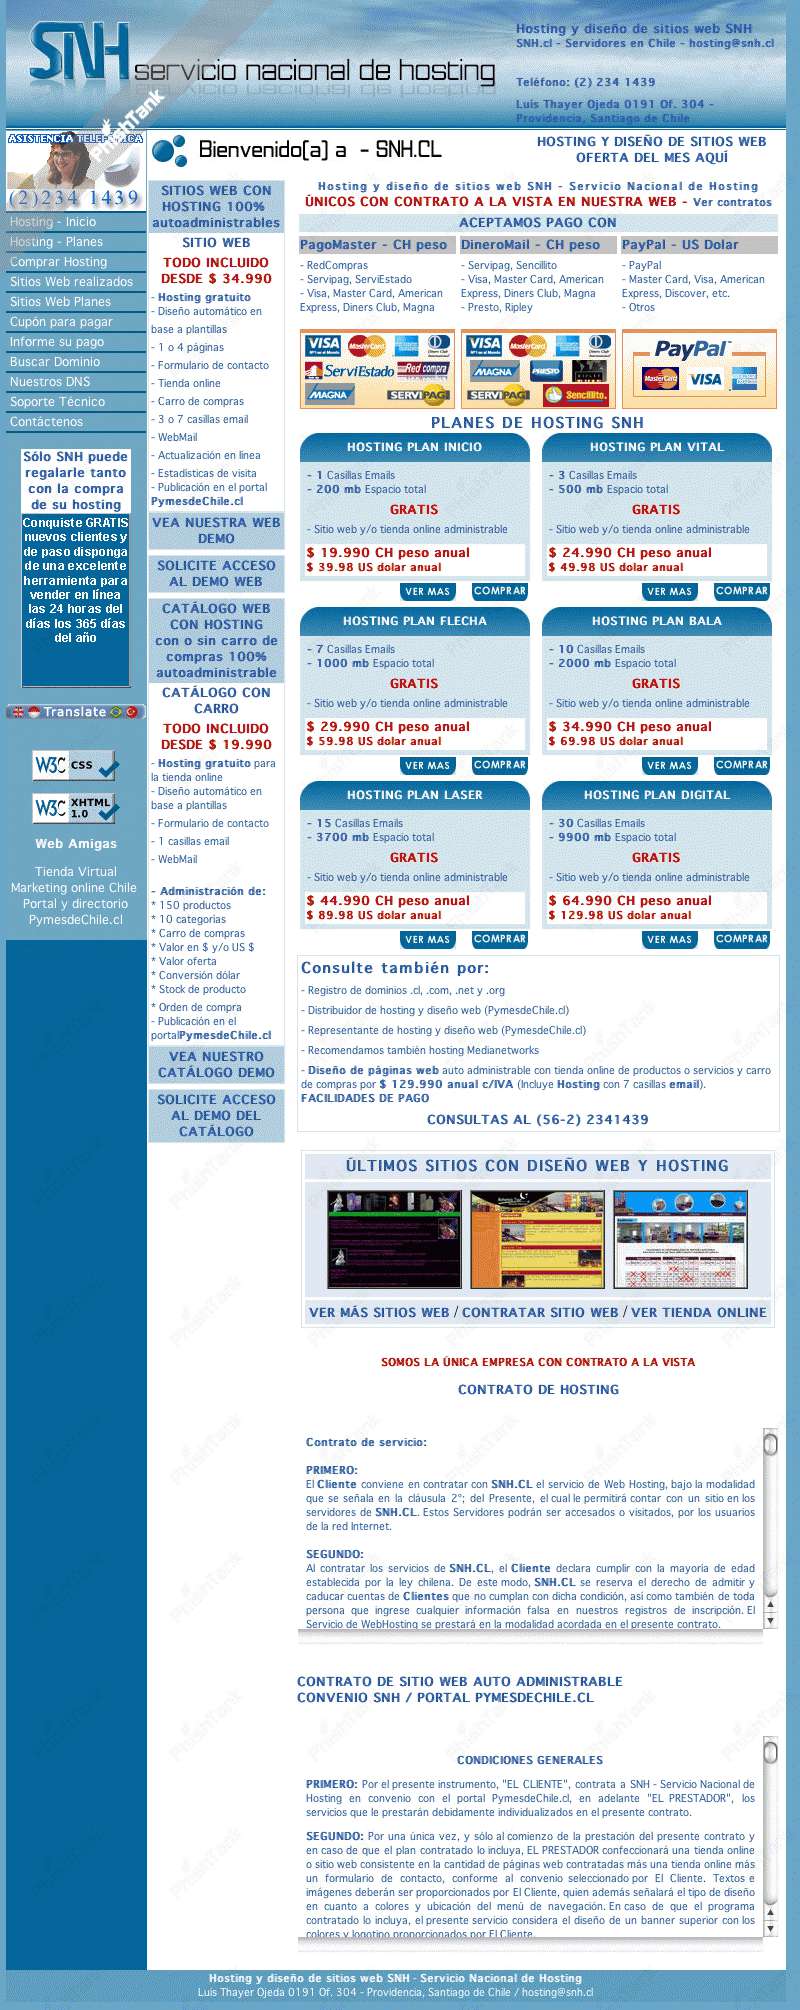 SNH
servicio nacional de hosting
Hosting y diseño de sitios web SNH
SNH.cl - Servidores en Chile - hosting@snh.cl
Teléfono: (2) 234 1439
Luis Thayer Ojeda 0191 Of. 304 -
Providencia, Santiago de Chile
PhishTank
ASISTENCIA TELEFONICA
(2)234 1439
Hosting - Inicio
Hosting - Planes
Comprar Hosting
Sitios Web realizados
Sitios Web Planes
Cupón para pagar
Informe su pago
Buscar Dominio
Nuestros DNS
Soporte Técnico
Contáctenos
Sólo SNH puede
regalarle tanto
con la compra
de su hosting
Conquiste GRATIS
nuevos clientes y
de paso disponga
de una excelente
herramienta para
vender en línea
las 24 horas del
días los 365 días
del año
Translate
W3C CSS
W3C XHTML 1.0
Web Amigas
Tienda Virtual
Marketing online Chile
Portal y directorio
PymesdeChile.cl
Bienvenido(a) a - SNH.CL
HOSTING Y DISEÑO DE SITIOS WEB
OFERTA DEL MES AQUÍ
SITIOS WEB CON
HOSTING 100%
autoadministrables
SITIO WEB
TODO INCLUIDO
DESDE $ 34.990
- Hosting gratuito
- Diseño automático en
base a plantillas
- 1 o 4 páginas
- Formulario de contacto
- Tienda online
- Carro de compras
- 3 o 7 casillas email
- WebMail
- Actualización en línea
- Estadisticas de visita
- Publicación en el portal
PymesdeChile.cl
VEA NUESTRA WEB
DEMO
SOLICITE ACCESO
AL DEMO WEB
CATÁLOGO WEB
CON HOSTING
con o sin carro de
compras 100%
autoadministrable
CATÁLOGO CON
CARRO
TODO INCLUIDO
DESDE $ 19.990
- Hosting gratuito para
la tienda online
- Diseño automático en
base a plantillas
- Formulario de contacto
- 1 casillas email
- WebMail
- Administración de:
* 150 productos
* 10 categorias
* Carro de compras
* Valor en $ y/o US $
* Valor oferta
* Conversión dólar
* Stock de producto
* Orden de compra
- Publicación en el
portalPymesdeChile.cl
VEA NUESTRO
CATÁLOGO DEMO
SOLICITE ACCESO
AL DEMO DEL
CATÁLOGO
Hosting y diseño de sitios web SNH - Servicio Nacional de Hosting
ÚNICOS CON CONTRATO A LA VISTA EN NUESTRA WEB - Ver contratos
ACEPTAMOS PAGO CON
PagoMaster - CH peso
- RedCompras
- Servipag, ServiEstado
- Visa, Master Card, American
Express, Diners Club, Magna
DineroMail - CH peso
- Servipag, Sencillito
- Visa, Master Card, American
Express, Diners Club, Magna
- Presto, Ripley
PayPal - US Dolar
- PayPal
- Master Card, Visa, American
Express, Discover, etc.
- Otros
VISA MasterCard Diners Club
ServiEstado Red compra
MAGNA SERVIPAG
VISA MasterCard Diners Club
MAGNA PRESTO
SERVIPAG Sencillito.
PayPal
MasterCard VISA
PLANES DE HOSTING SNH
HOSTING PLAN INICIO
- 1 Casillas Emails
- 200 mb Espacio total
GRATIS
- Sitio web y/o tienda online administrable
$ 19.990 CH peso anual
$ 39.98 US dolar anual
VER MAS COMPRAR
HOSTING PLAN VITAL
- 3 Casillas Emails
- 500 mb Espacio total
GRATIS
- Sitio web y/o tienda online administrable
$ 24.990 CH peso anual
$ 49.98 US dolar anual
VER MAS COMPRAR
HOSTING PLAN FLECHA
- 7 Casillas Emails
- 1000 mb Espacio total
GRATIS
- Sitio web y/o tienda online administrable
$ 29.990 CH peso anual
$ 59.98 US dolar anual
VER MAS COMPRAR
HOSTING PLAN BALA
- 10 Casillas Emails
- 2000 mb Espacio total
GRATIS
- Sitio web y/o tienda online administrable
$ 34.990 CH peso anual
$ 69.98 US dolar anual
VER MAS COMPRAR
HOSTING PLAN LASER
- 15 Casillas Emails
- 3700 mb Espacio total
GRATIS
- Sitio web y/o tienda online administrable
$ 44.990 CH peso anual
$ 89.98 US dolar anual
VER MAS COMPRAR
HOSTING PLAN DIGITAL
- 30 Casillas Emails
- 9900 mb Espacio total
GRATIS
- Sitio web y/o tienda online administrable
$ 64.990 CH peso anual
$ 129.98 US dolar anual
VER MAS COMPRAR
Consulte también por:
- Registro de dominios .cl, .com, .net y .org
- Distribuidor de hosting y diseño web (PymesdeChile.cl)
- Representante de hosting y diseño web (PymesdeChile.cl)
- Recomendamos también hosting Medianetworks
- Diseño de páginas web auto administrable con tienda online de productos o servicios y carro
de compras por $ 129.990 anual c/IVA (Incluye Hosting con 7 casillas email).
FACILIDADES DE PAGO
CONSULTAS AL (56-2) 2341439
ÚLTIMOS SITIOS CON DISEÑO WEB Y HOSTING
VER MÁS SITIOS WEB / CONTRATAR SITIO WEB / VER TIENDA ONLINE
SOMOS LA ÚNICA EMPRESA CON CONTRATO A LA VISTA
CONTRATO DE HOSTING
Contrato de servicio:
PRIMERO:
El Cliente conviene en contratar con SNH.CL el servicio de Web Hosting, bajo la modalidad
que se señala en la cláusula 2°; del Presente, el cual le permitirá contar con un sitio en los
servidores de SNH.CL. Estos Servidores podrán ser accesados o visitados, por los usuarios
de la red Internet.
SEGUNDO:
Al contratar los servicios de SNH.CL, el Cliente declara cumplir con la mayoría de edad
establecida por la ley chilena. De este modo, SNH.CL se reserva el derecho de admitir y
caducar cuentas de Clientes que no cumplan con dicha condición, así como también de toda
persona que ingrese cualquier información falsa en nuestros registros de inscripción. El
Servicio de WebHosting se prestará en la modalidad acordada en el presente contrato.
CONTRATO DE SITIO WEB AUTO ADMINISTRABLE
CONVENIO SNH / PORTAL PYMESDECHILE.CL
CONDICIONES GENERALES
PRIMERO: Por el presente instrumento, "EL CLIENTE", contrata a SNH - Servicio Nacional de
Hosting en convenio con el portal PymesdeChile.cl, en adelante "EL PRESTADOR", los
servicios que le prestarán debidamente individualizados en el presente contrato.
SEGUNDO: Por una única vez, y sólo al comienzo de la prestación del presente contrato y
en caso de que el plan contratado lo incluya, EL PRESTADOR confeccionará una tienda online
o sitio web consistente en la cantidad de páginas web contratadas más una tienda online más
un formulario de contacto, conforme al convenio seleccionado por El Cliente. Textos e
imágenes deberán ser proporcionados por El Cliente, quien además señalará el tipo de diseño
en cuanto a colores y ubicación del menú de navegación. En caso de que el programa
contratado lo incluya, el presente servicio considera el diseño de un banner superior con los
colores y logotipo proporcionados por El Cliente.
Hosting y diseño de sitios web SNH - Servicio Nacional de Hosting
Luis Thayer Ojeda 0191 Of. 304 - Providencia, Santiago de Chile / hosting@snh.cl